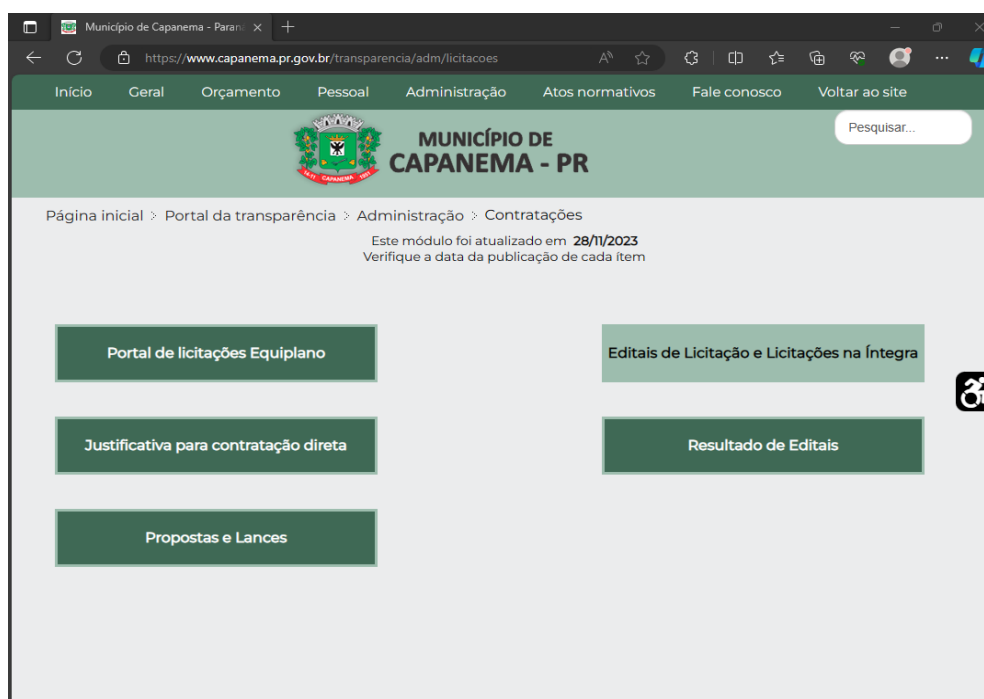 Município de Capanema - Paran
https://www.capanema.pr.gov.br/transparencia/adm/licitacoes
Início Geral Orçamento Pessoal Administração Atos normativos Fale conosco Voltar ao site
Pesquisar...
MUNICÍPIO DE
CAPANEMA - PR
CAPANEMA
Página inicial > Portal da transparência > Administração > Contratações
Este módulo foi atualizado em 28/11/2023
Verifique a data da publicação de cada ítem
Portal de licitações Equiplano
Editais de Licitação e Licitações na Íntegra
Justificativa para contratação direta
Resultado de Editais
Propostas e Lances